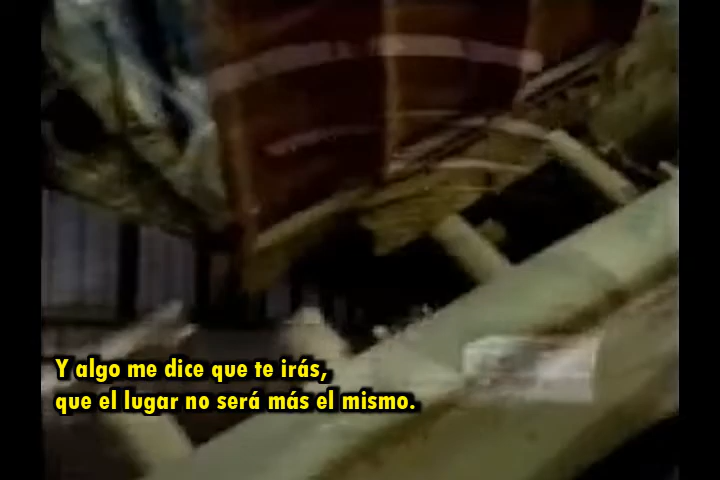 Y algo me dice que te irás,
que el lugar no será más el mismo.